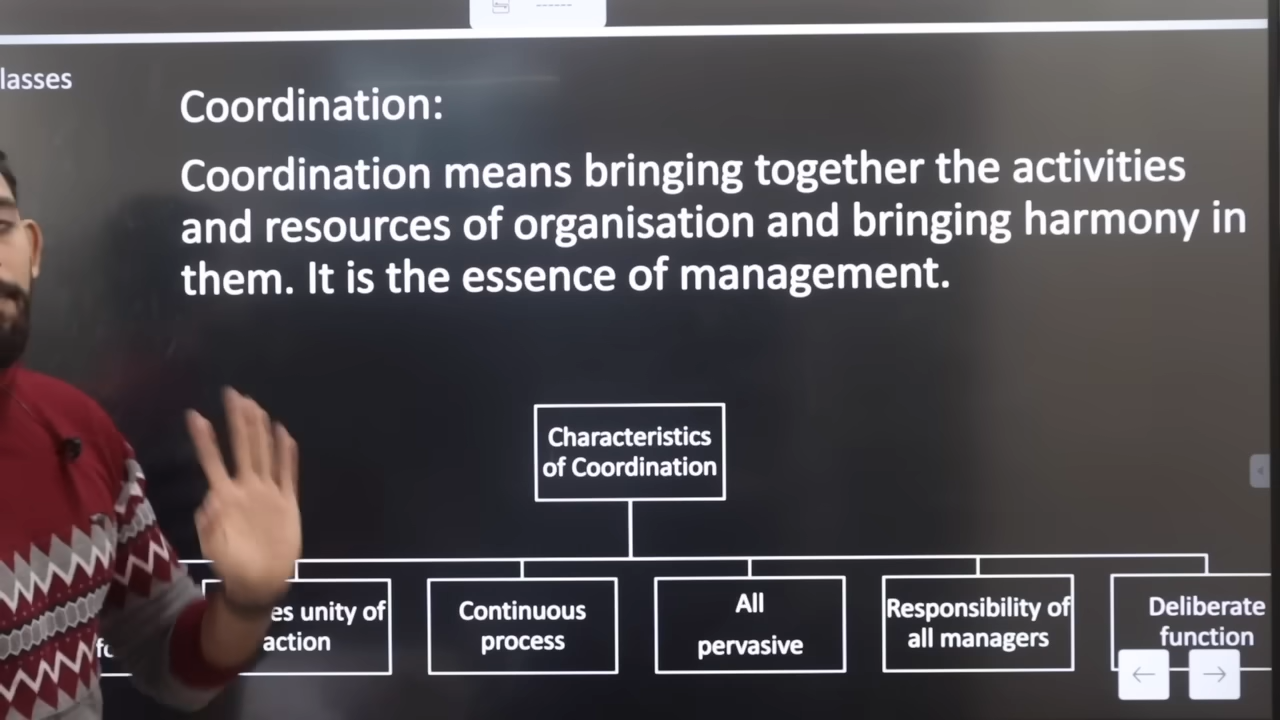 lasses
Coordination:
Coordination means bringing together the activities
and resources of organisation and bringing harmony in
them. It is the essence of management.
Characteristics
of Coordination
es unity of
action
Continuous
process
All
pervasive
Responsibility of
all managers
Deliberate
function